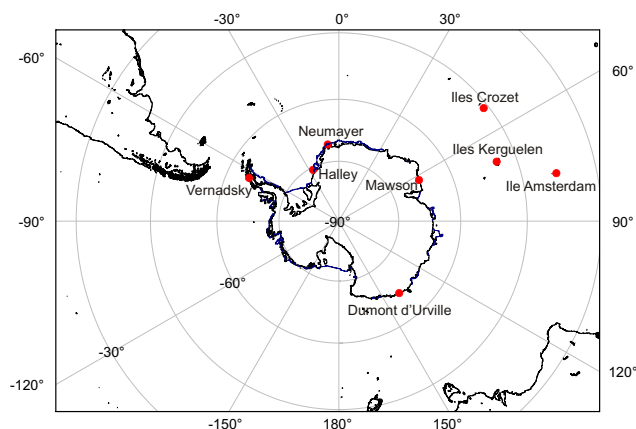 -30°
0°
30°
-60°
60°
Iles Crozet
Neumayer
Iles Kerguelen
Halley
Mawson
Vernadsky
Ile Amsterdam
-90°
-90°
90°
-60°
Dumont d'Urville
-30°
-120°
120°
-150°
180°
150°